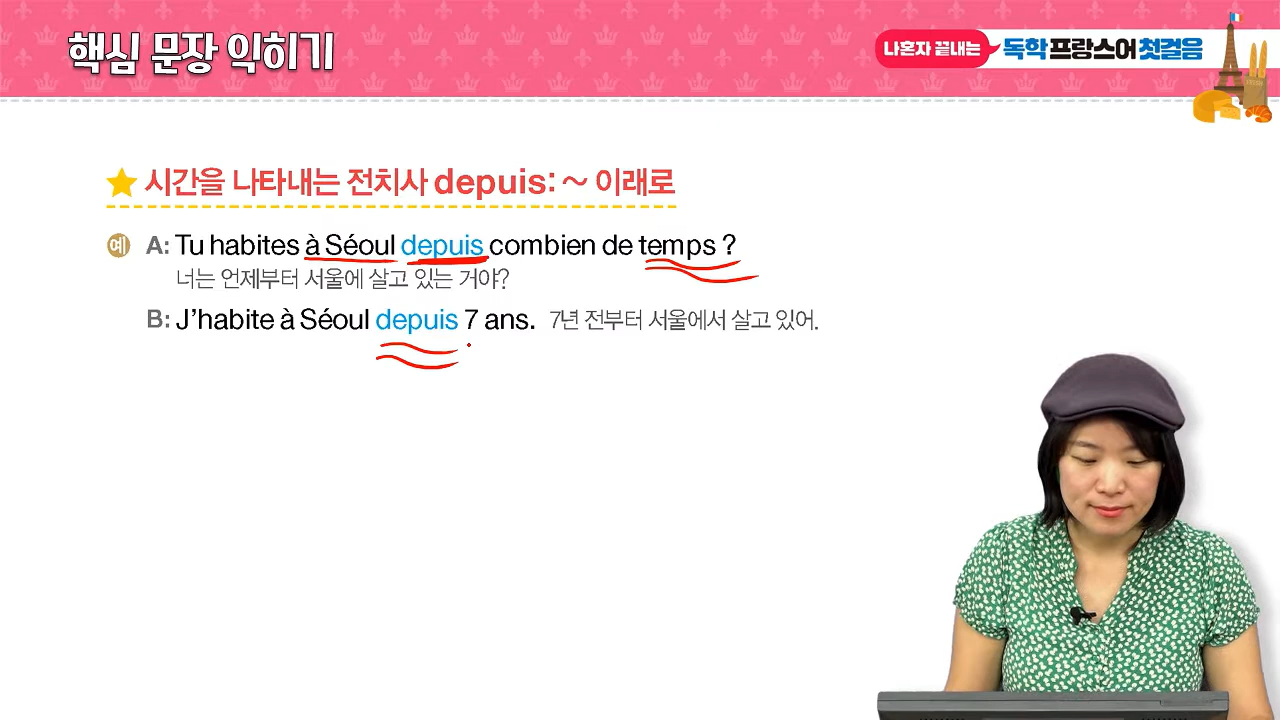 핵심 문장 익히기
나혼자 끝내는 독학 프랑스어 첫걸음
시간을 나타내는 전치사 depuis: ~ 이래로
예 A: Tu habites à Séoul depuis combien de temps ?
너는 언제부터 서울에 살고 있는 거야?
B: J'habite à Séoul depuis 7 ans. 7년 전부터 서울에서 살고 있어.